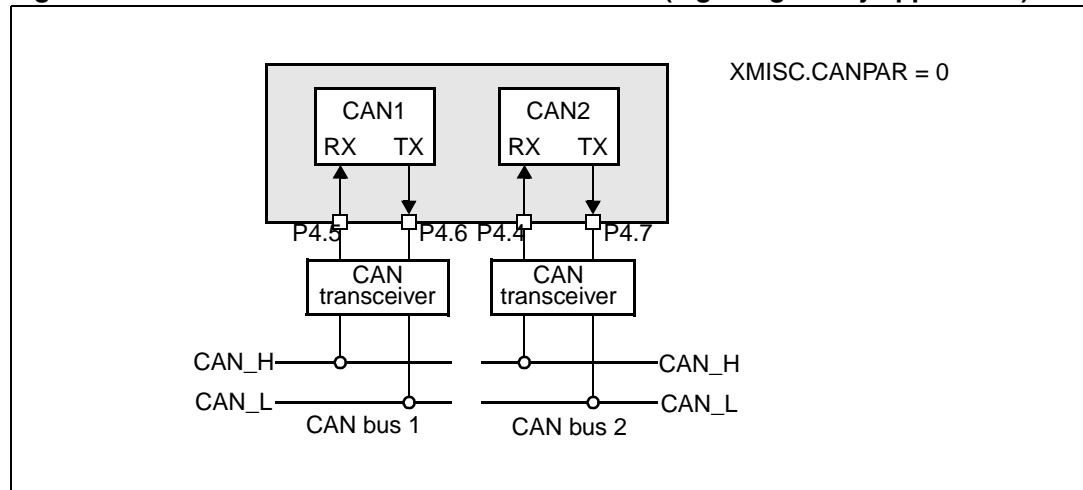 XMISC.CANPAR = 0
CAN1
RX TX
CAN2
RX TX
P4.5 P4.6 P4.4 P4.7
CAN
transceiver
CAN
transceiver
CAN_H
CAN_H
CAN_L
CAN_L
CAN bus 1
CAN bus 2